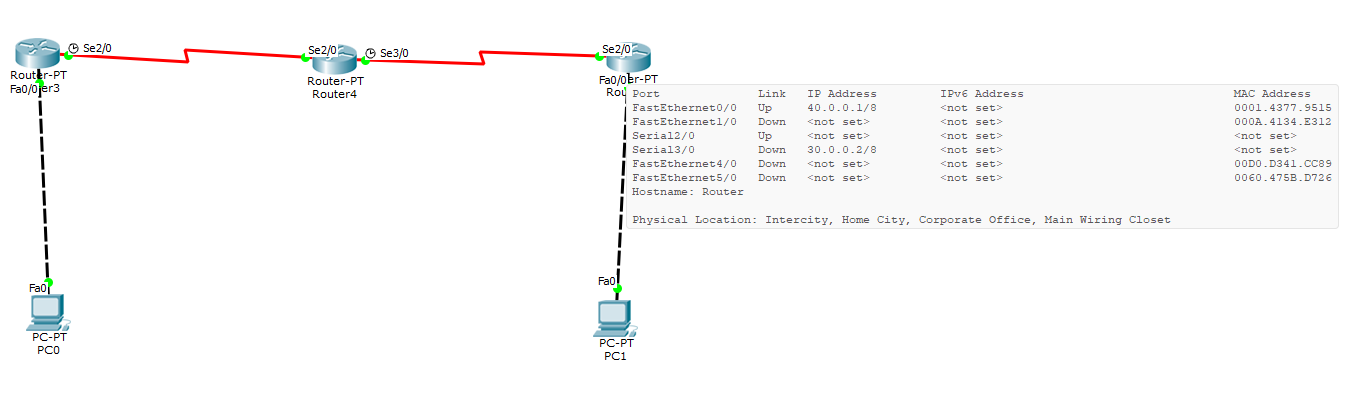 Se2/0
Se2/0
Se3/0
Se2/0
Router-PT
Fa0/0 er3
Router-PT
Router4
Fa0/0 er-PT
Rou
Port Link IP Address IPv6 Address MAC Address
FastEthernet0/0 Up 40.0.0.1/8 <not set> 0001.4377.9515
FastEthernet1/0 Down <not set> <not set> 000A.4134.E312
Serial2/0 Up <not set> <not set> <not set>
Serial3/0 Down 30.0.0.2/8 <not set> <not set>
FastEthernet4/0 Down <not set> <not set> 00D0.D341.CC89
FastEthernet5/0 Down <not set> <not set> 0060.475B.D726
Hostname: Router
Physical Location: Intercity, Home City, Corporate Office, Main Wiring Closet
Fa0
PC-PT
PC0
Fa0
PC-PT
PC1